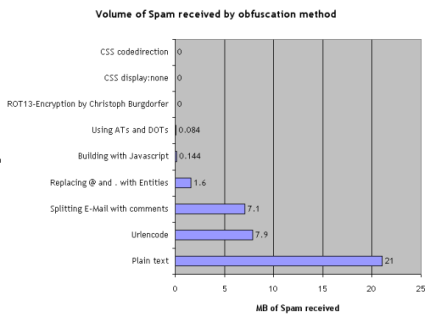 Volume of Spam received by obfuscation method
CSS codedirection 0
CSS display:none 0
ROT13-Encryption by Christoph Burgdorfer 0
Using ATs and DOTs 0.084
Building with Javascript 0.144
Replacing @ and . with Entities 1.6
Splitting E-Mail with comments 7.1
Urlencode 7.9
Plain text 21
0 5 10 15 20 25
MB of Spam received